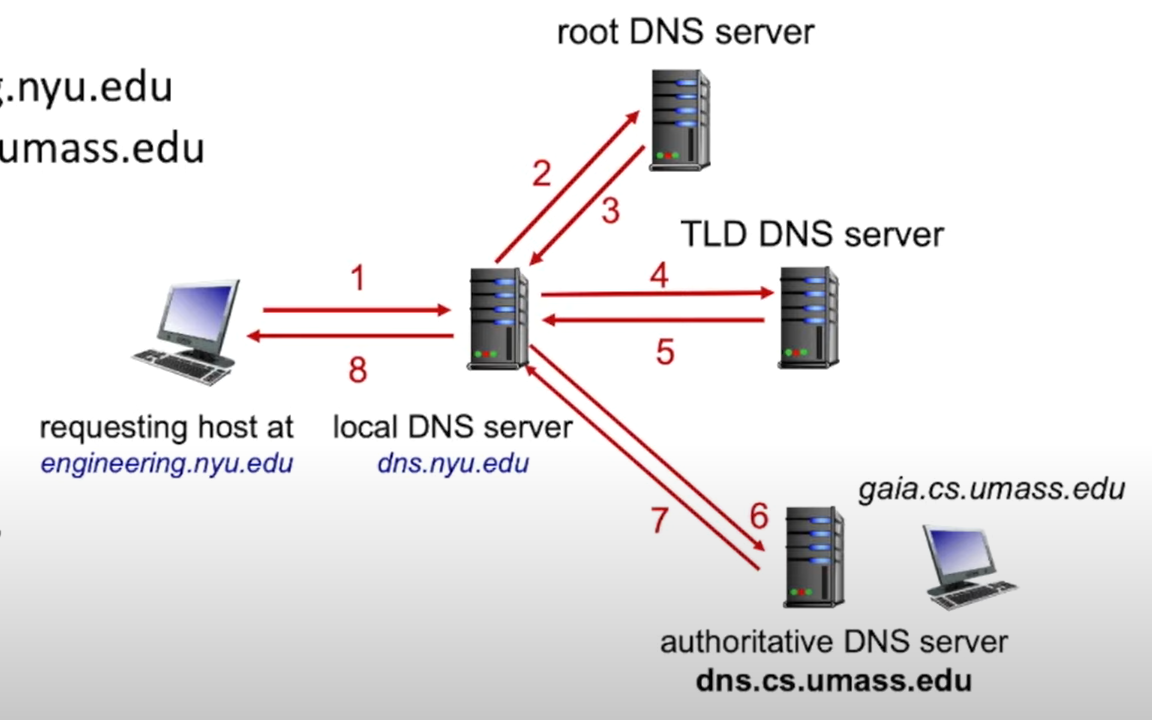 root DNS server
.nyu.edu
umass.edu
2
3
TLD DNS server
1
4
8
5
requesting host at
engineering.nyu.edu
local DNS server
dns.nyu.edu
gaia.cs.umass.edu
7
6
authoritative DNS server
dns.cs.umass.edu